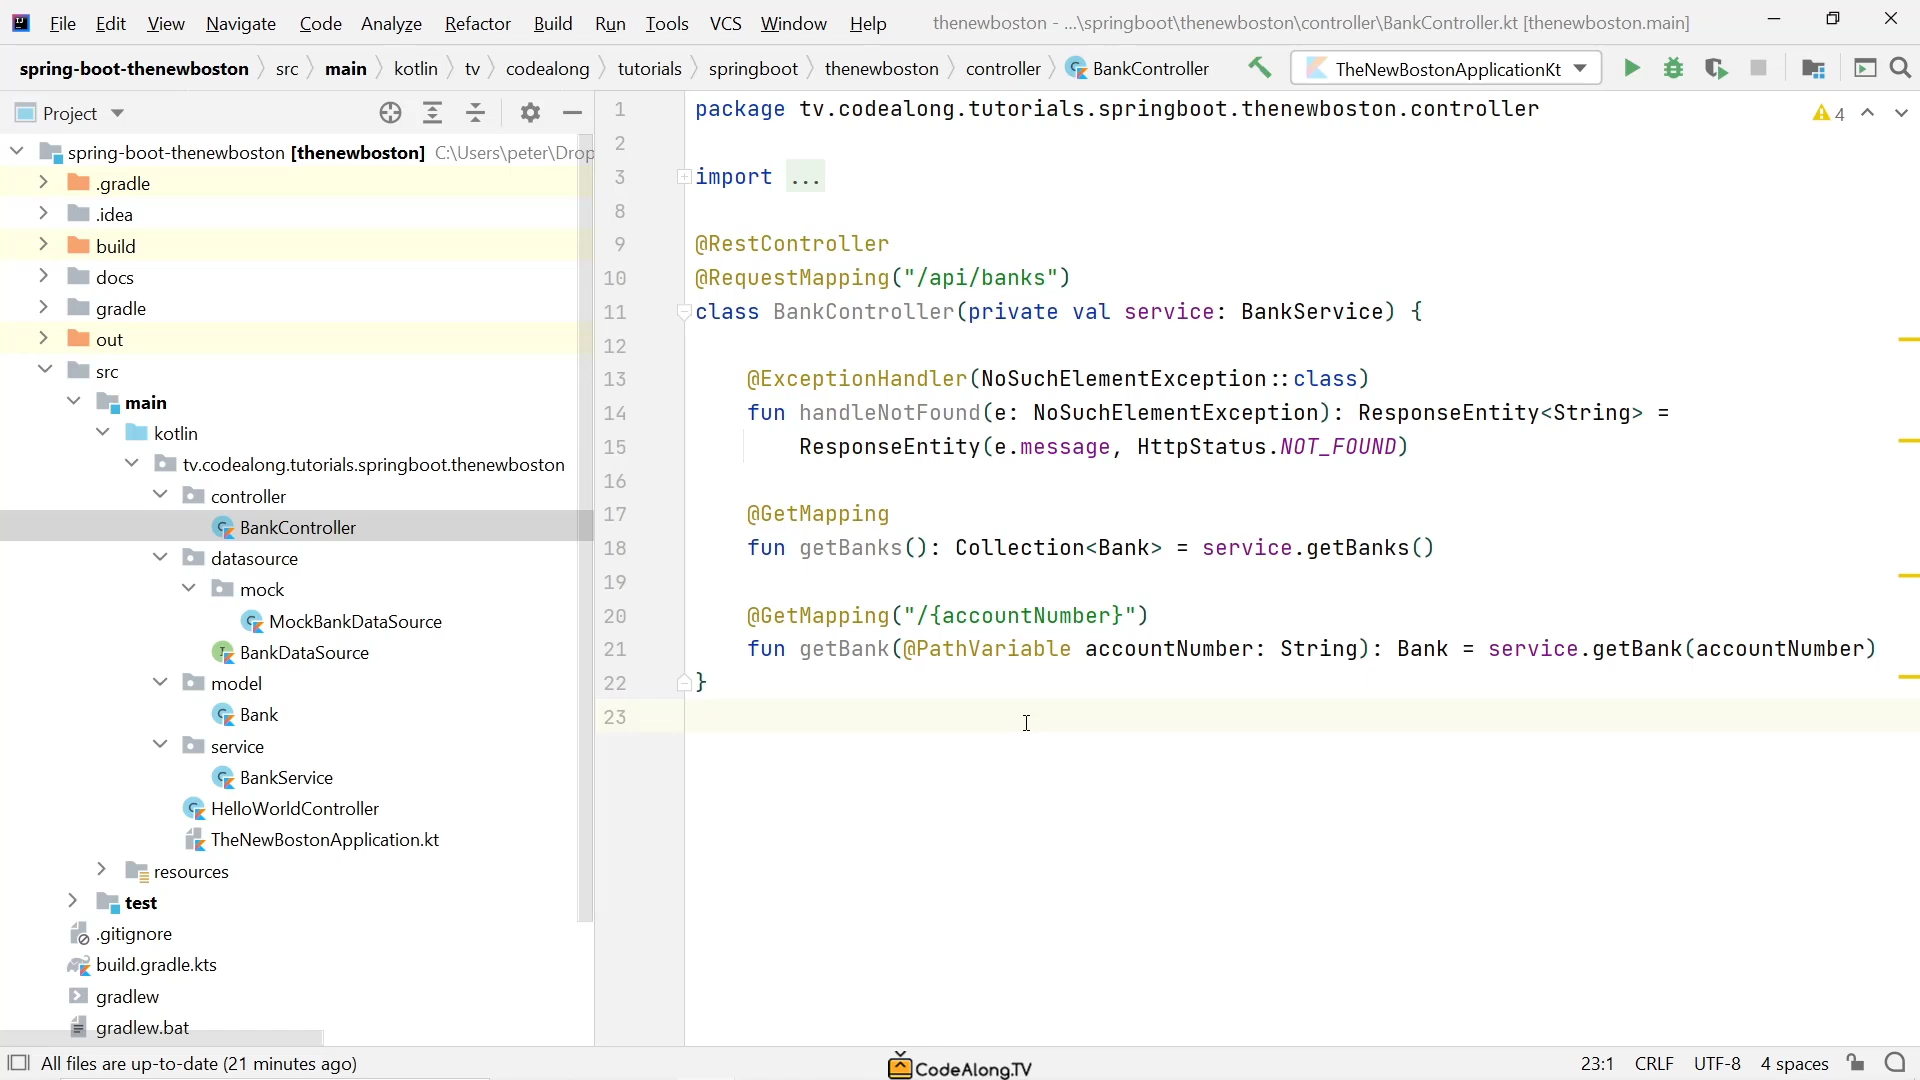 File Edit View Navigate Code Analyze Refactor Build Run Tools VCS Window Help thenewboston - ...\springboot\thenewboston\controller\BankController.kt [thenewboston.main]
spring-boot-thenewboston src main kotlin tv codealong tutorials springboot thenewboston controller BankController TheNewBostonApplicationKt
Project
spring-boot-thenewboston [thenewboston] C:\Users\peter\Drop
.gradle
.idea
build
docs
gradle
out
src
main
kotlin
tv.codealong.tutorials.springboot.thenewboston
controller
BankController
datasource
mock
MockBankDataSource
BankDataSource
model
Bank
service
BankService
HelloWorldController
TheNewBostonApplication.kt
resources
test
.gitignore
build.gradle.kts
gradlew
gradlew.bat
1 package tv.codealong.tutorials.springboot.thenewboston.controller
4
2
3 import ...
8
9 @RestController
10 @RequestMapping("/api/banks")
11 class BankController(private val service: BankService) {
12
13 @ExceptionHandler(NoSuchElementException::class)
14 fun handleNotFound(e: NoSuchElementException): ResponseEntity<String> =
15 ResponseEntity(e.message, HttpStatus.NOT_FOUND)
16
17 @GetMapping
18 fun getBanks(): Collection<Bank> = service.getBanks()
19
20 @GetMapping("/{accountNumber}")
21 fun getBank(@PathVariable accountNumber: String): Bank = service.getBank(accountNumber)
22 }
23
All files are up-to-date (21 minutes ago)
CodeAlong.TV
23:1 CRLF UTF-8 4 spaces